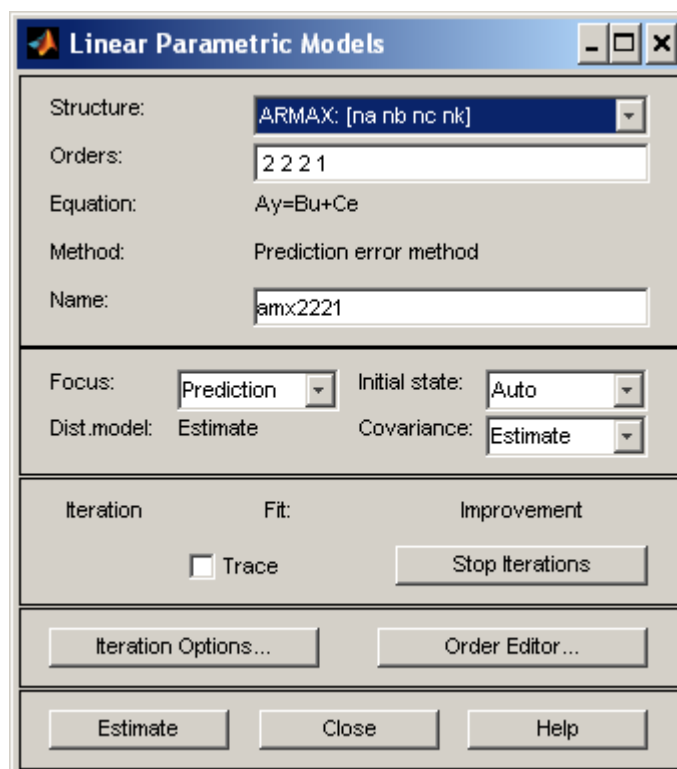 Linear Parametric Models
Structure: ARMAX: [na nb nc nk]
Orders: 2 2 2 1
Equation: Ay=Bu+Ce
Method: Prediction error method
Name: amx2221
Focus: Prediction Initial state: Auto
Dist.model: Estimate Covariance: Estimate
Iteration Fit: Improvement
Trace Stop Iterations
Iteration Options... Order Editor...
Estimate Close Help